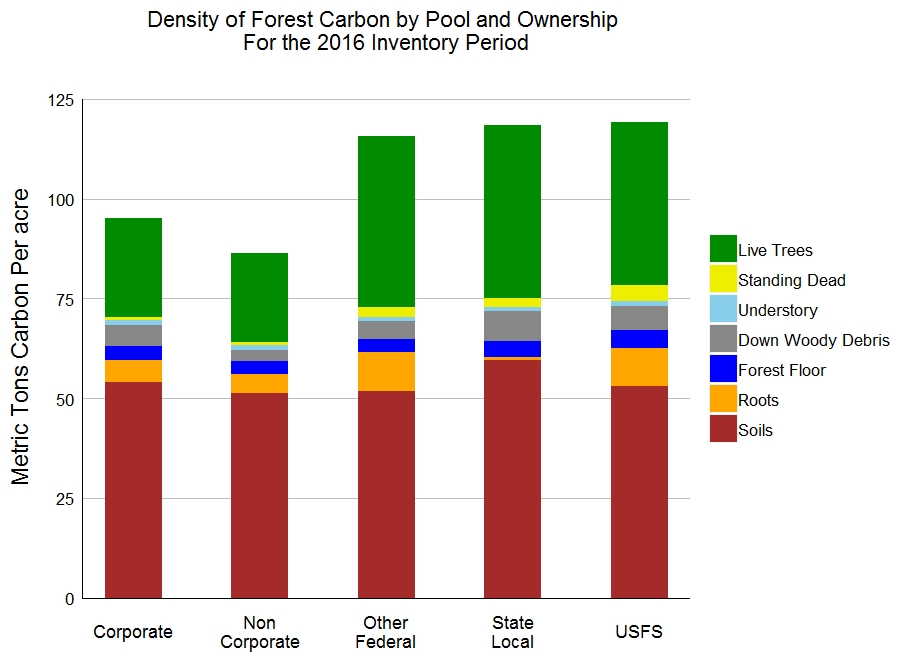 Density of Forest Carbon by Pool and Ownership
For the 2016 Inventory Period
Metric Tons Carbon Per acre
125
100
75
50
25
0
Corporate
Non
Corporate
Other
Federal
State
Local
USFS
Live Trees
Standing Dead
Understory
Down Woody Debris
Forest Floor
Roots
Soils